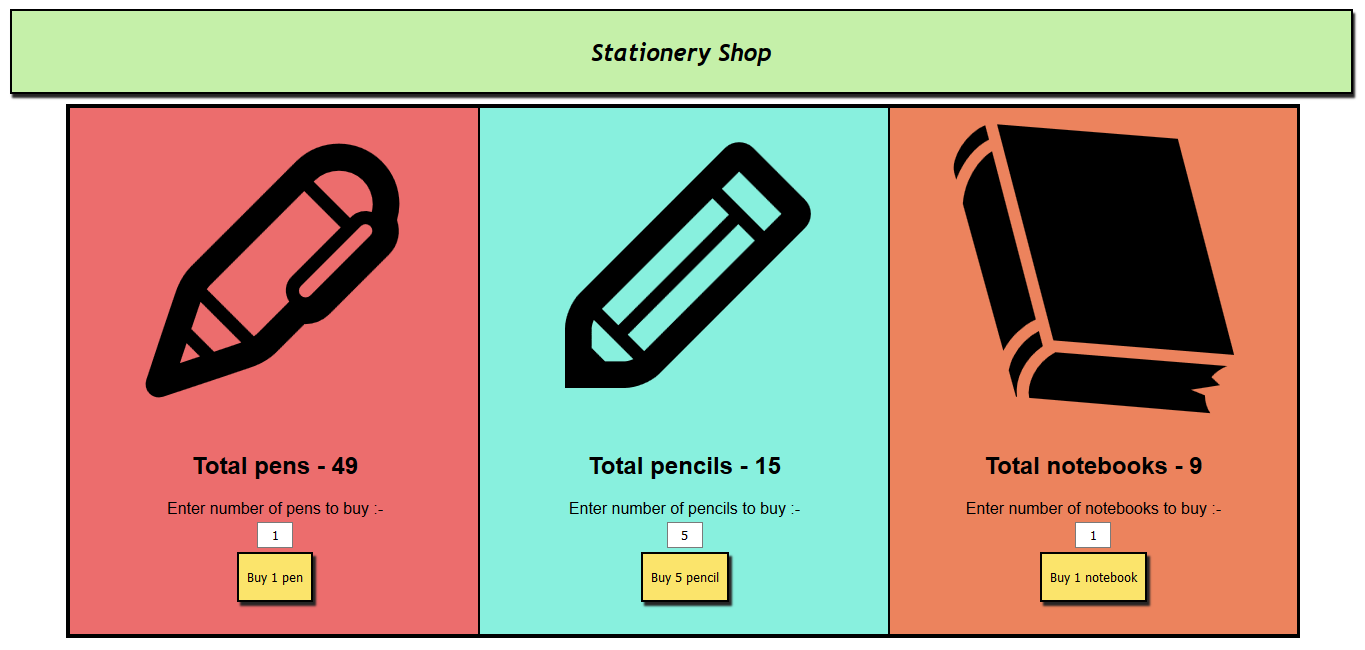 Stationery Shop
Total pens - 49
Enter number of pens to buy :-
1
Buy 1 pen
Total pencils - 15
Enter number of pencils to buy :-
5
Buy 5 pencil
Total notebooks - 9
Enter number of notebooks to buy :-
1
Buy 1 notebook